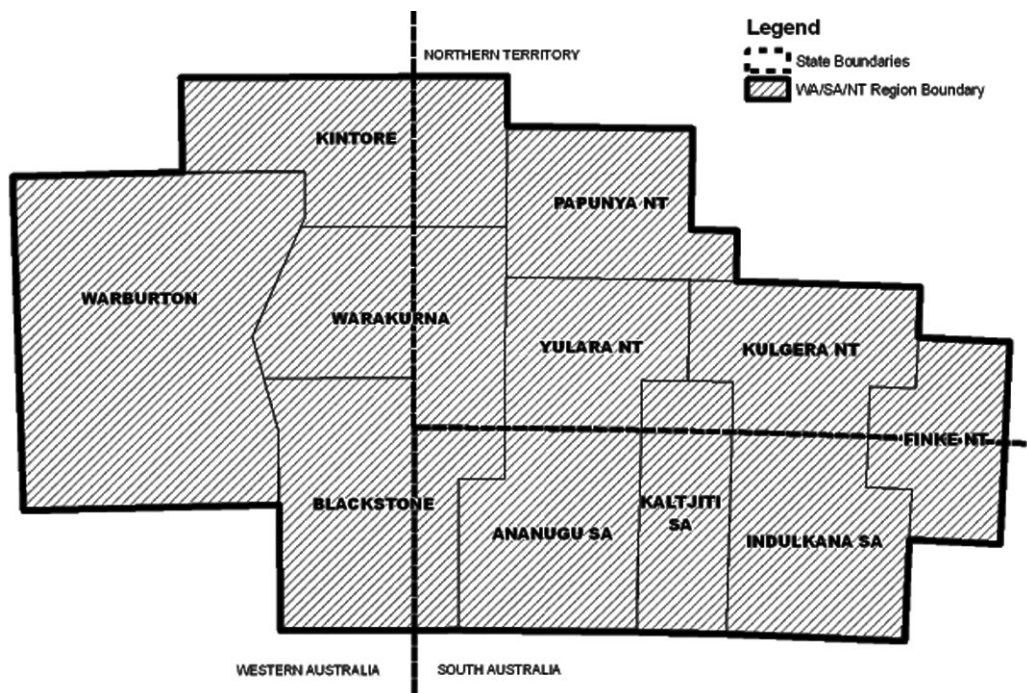 Legend
NORTHERN TERRITORY
State Boundaries
WA/SA/NT Region Boundary
KINTORE
PAPUNYA NT
WARBURTON
WARAKURNA
YULARA NT
KULGERA NT
FINKE NT
BLACKSTONE
KALTJITI
SA
ANANUGU SA
INDULKANA SA
WESTERN AUSTRALIA
SOUTH AUSTRALIA